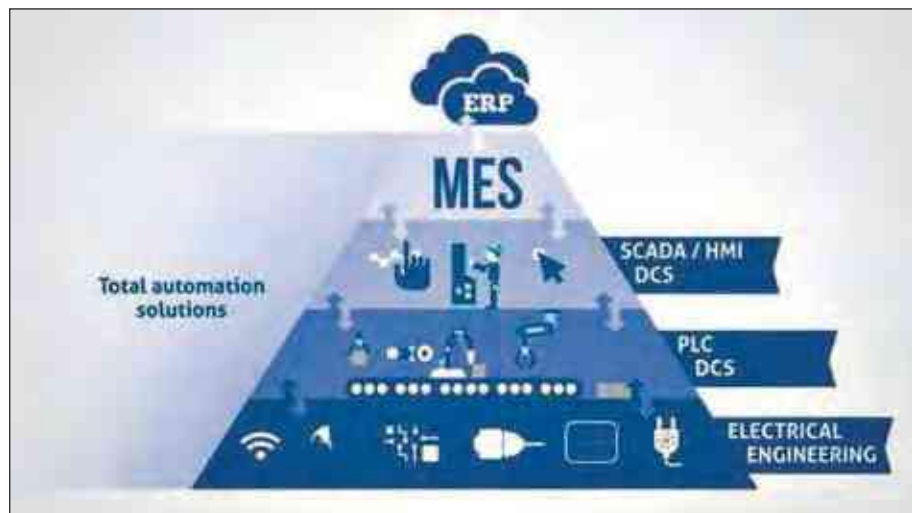 ERP
MES
SCADA / HMI
DCS
Total automation
solutions
PLC
DCS
ELECTRICAL
ENGINEERING